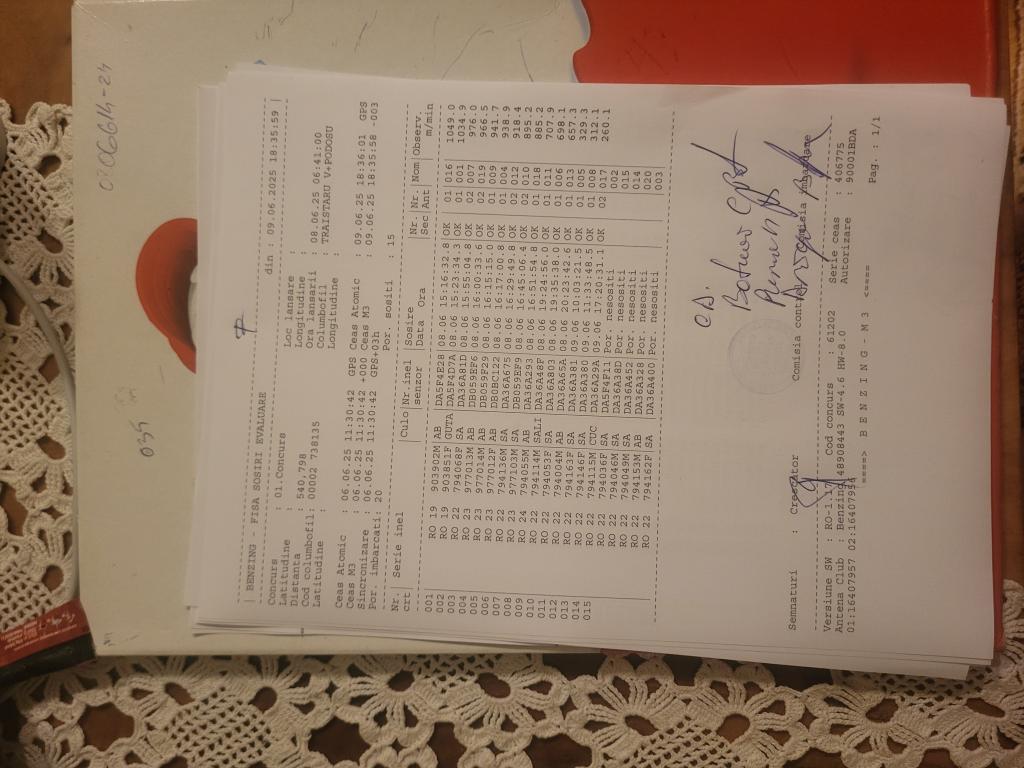 0206614-24
034
| BENZING - FISA SOSIRI EVALUARE din : 09.06.2025 18:35:59 |
Concurs : 01.Concurs
Latitudine : Loc lansare :
Distanta : 540,798 Longitudine :
Cod columbofil: 00002 738135 Ora lansarii : 08.06.25 06:41:00
Latitudine : Columbofil : TRAISTARU V+PODOSU
Longitudine :
Ceas Atomic : 06.06.25 11:30:42 GPS Ceas Atomic : 09.06.25 18:36:01 GPS
Ceas M3 : 06.06.25 11:30:42 +000 Ceas M3 : 09.06.25 18:35:58 -003
Sincronizare : 06.06.25 11:30:42 GPS+03h
Por. imbarcati: 20 Por. sositi : 15
Nr. Serie inel |Culo|Nr.inel |Sosire |Nr.|Nr |Nom|Observ.
crt | |senzor |Data Ora |Sec|Ant| | m/min
001 RO 19 903902M AB DA5F4E28 08.06 15:16:32.8 OK 01 016 1049.0
002 RO 19 903851F GUTA DA5F4D7A 08.06 15:23:34.3 OK 01 001 1034.9
003 RO 22 794068F SA DA36A41D 08.06 15:55:04.8 OK 02 007 976.0
004 RO 23 977013M AB DB059EF6 08.06 16:00:33.6 OK 02 019 966.5
005 RO 23 977014M AB DB059F29 08.06 16:15:15.0 OK 01 009 941.7
006 RO 23 977012F AB DB0BC122 08.06 16:17:00.8 OK 01 004 938.9
007 RO 22 794136M SA DA36A675 08.06 16:29:49.8 OK 02 012 918.4
008 RO 23 977103M SA DB059EF9 08.06 16:45:06.4 OK 02 010 895.2
009 RO 24 794055M AB DA36A293 08.06 16:51:54.8 OK 01 018 885.2
010 RO 22 794114M SALI DA36A48F 08.06 19:24:56.0 OK 01 011 707.9
011 RO 22 794053F SA DA36A803 08.06 19:35:38.0 OK 01 006 698.1
012 RO 22 794004M AB DA36A65A 08.06 20:23:42.6 OK 01 013 657.3
013 RO 22 794163F SA DA36A381 09.06 11:03:21.5 OK 01 005 329.3
014 RO 22 794146F SA DA36A380 09.06 11:33:48.5 OK 01 008 312.1
015 RO 22 794115M CUC DA36A29A 09.06 17:20:31.1 OK 02 017 260.1
RO 22 794036F SA DA5F4F11 Por. nesositi 002
RO 22 794046M SA DA36A38D Por. nesositi 015
RO 22 794049M SA DA36A42F Por. nesositi 014
RO 22 794153M AB DA36A328 Por. nesositi 020
RO 22 794162F SA DA36A400 Por. nesositi 003
Semnaturi : Crescator Comisia control Comisia imbarcare
Versiune SW : RO-1.17 Cod concurs : 61202 Serie ceas : 406775
Antena Club : Benzing 48908443 SW-4.6 HW-8.0 Autorizare : 90001BDA
01:16407957 02:16407956
====> B E N Z I N G - M 3 <==== Pag. : 1/1